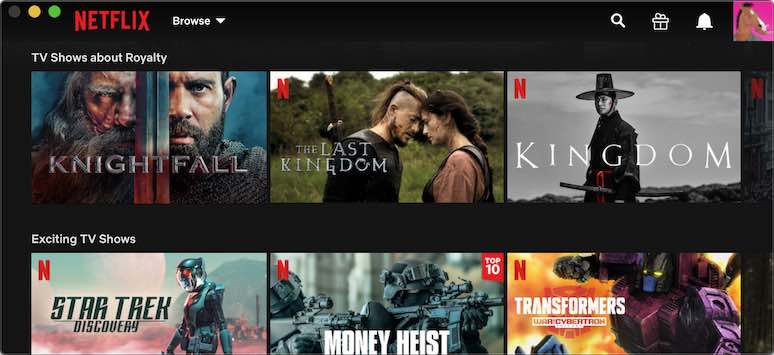 NETFLIX
Browse
TV Shows about Royalty
KNIGHTFALL
N
THE LAST
KINGDOM
N
KINGDOM
Exciting TV Shows
N
STAR TREK
DISCOVERY
N
TOP
10
MONEY HEIST
N
TRANSFORMERS
WAR FOR CYBERTRON